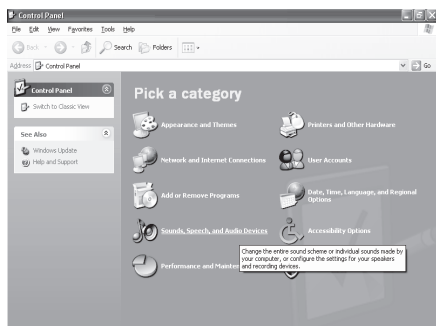 Control Panel
File Edit View Favorites Tools Help
Back Search Folders
Address Control Panel Go
Control Panel
Switch to Classic View
See Also
Windows Update
Help and Support
Pick a category
Appearance and Themes
Printers and Other Hardware
Network and Internet Connections
User Accounts
Add or Remove Programs
Date, Time, Language, and Regional
Options
Sounds, Speech, and Audio Devices
Accessibility Options
Change the entire sound scheme or individual sounds made by
your computer, or configure the settings for your speakers
and recording devices.
Performance and Mainte